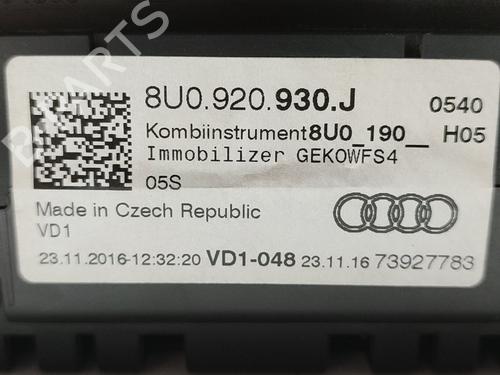 B-PARTS
8U0.920.930.J 0540
Kombiinstrument8U0_190__ H05
Immobilizer GEKOWFS4
05S
Made in Czech Republic
VD1
23.11.2016-12:32:20 VD1-048 23.11.16 73927783